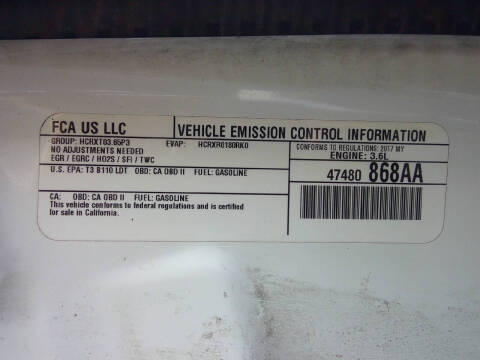 FCA US LLC
VEHICLE EMISSION CONTROL INFORMATION
GROUP: HCRXT03.65P3 EVAP: HCRXR0180RK0
NO ADJUSTMENTS NEEDED
EGR / EGRC / HO2S / SFI / TWC
CONFORMS TO REGULATIONS: 2017 MY
ENGINE: 3.6L
U.S. EPA: T3 B110 LDT OBD: CA OBD II FUEL: GASOLINE
47480 868AA
CA: OBD: CA OBD II FUEL: GASOLINE
This vehicle conforms to federal regulations and is certified
for sale in California.